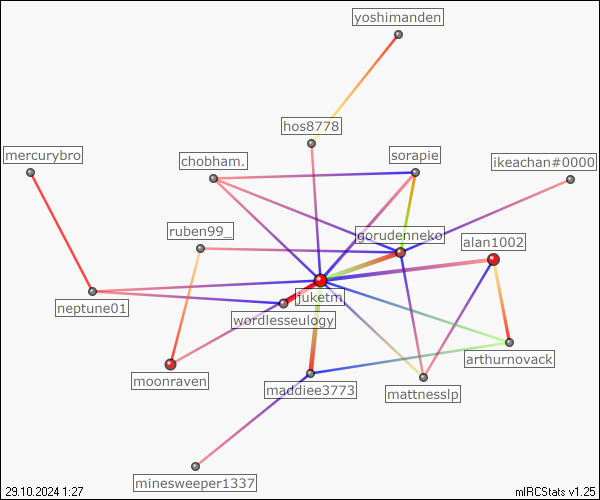 yoshimanden
hos8778
mercurybro
chobham.
sorapie
ikeachan#0000
ruben99_
gorudenneko
alan1002
juketm
neptune01
wordlesseulogy
arthurnovack
moonraven
maddiee3773
mattnesslp
minesweeper1337
29.10.2024 1:27
mIRCStats v1.25